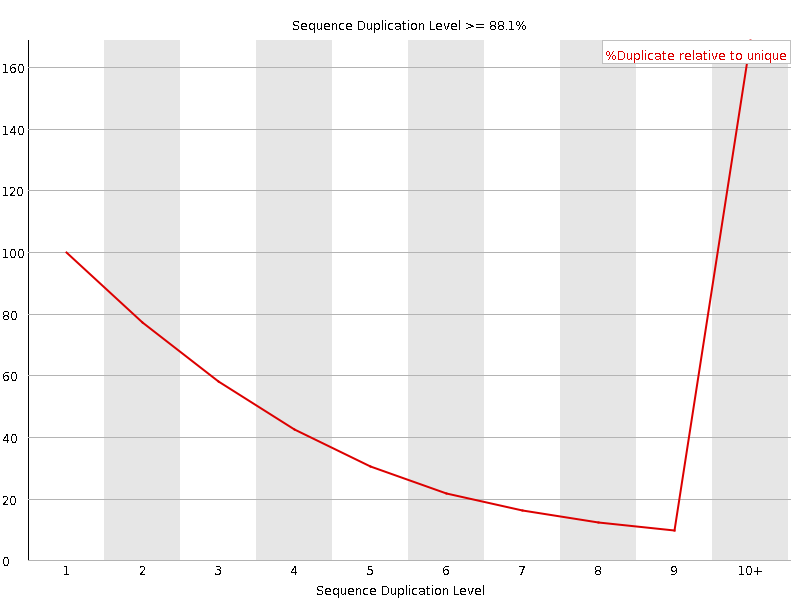 Sequence Duplication Level >= 88.1%
%Duplicate relative to unique
160
140
120
100
80
60
40
20
0
1 2 3 4 5 6 7 8 9 10+
Sequence Duplication Level